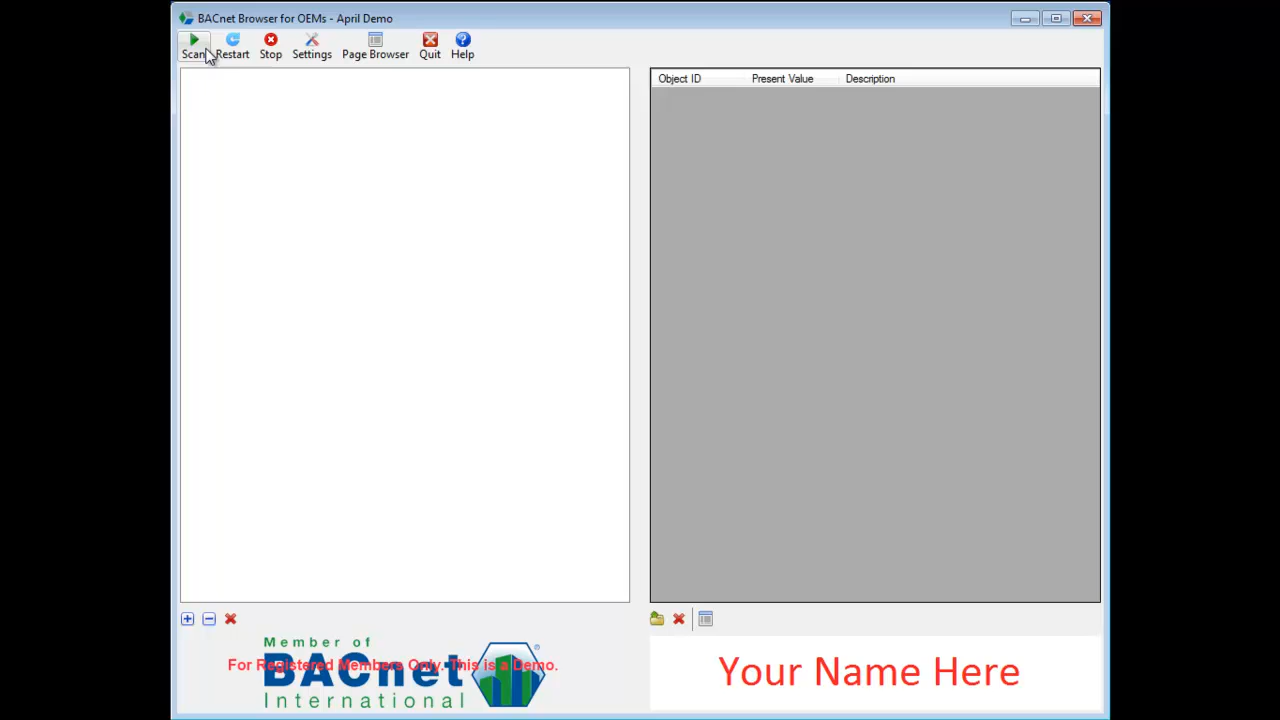 BACnet Browser for OEMs - April Demo
Scan Restart Stop Settings Page Browser Quit Help
Object ID Present Value Description
Member of
For Registered Members Only. This is a Demo.
BACnet ®
International
Your Name Here